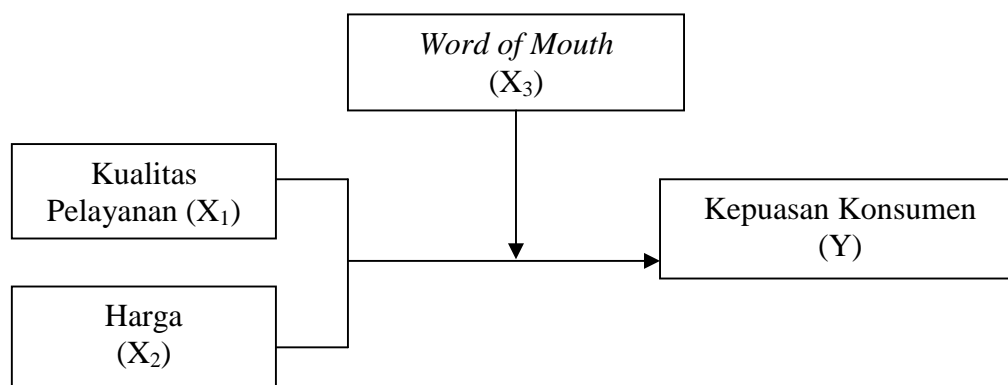 Word of Mouth
(X₃)
Kualitas
Pelayanan (X₁)
Kepuasan Konsumen
(Y)
Harga
(X₂)